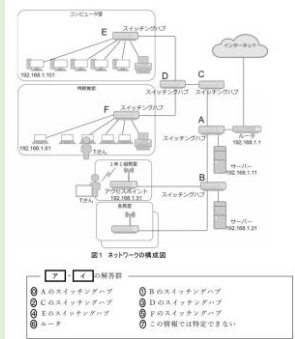 コンピュータ室
スイッチングハブ
E
インターネット
192.168.1.101
D
C
スイッチングハブ
スイッチングハブ
F
スイッチングハブ
A
スイッチングハブ
ルータ
192.168.1.1
192.168.1.61
Tさん
サーバー
192.168.1.11
1年1組教室
B
スイッチングハブ
アクセスポイント
192.168.1.31
Tさん
各教室
サーバー
192.168.1.21
図1 ネットワークの構成図
ア ・ イ の解答群
⓪ Aのスイッチングハブ ① Bのスイッチングハブ
② Cのスイッチングハブ ③ Dのスイッチングハブ
④ Eのスイッチングハブ ⑤ Fのスイッチングハブ
⑥ ルータ ⑦ この情報では特定できない